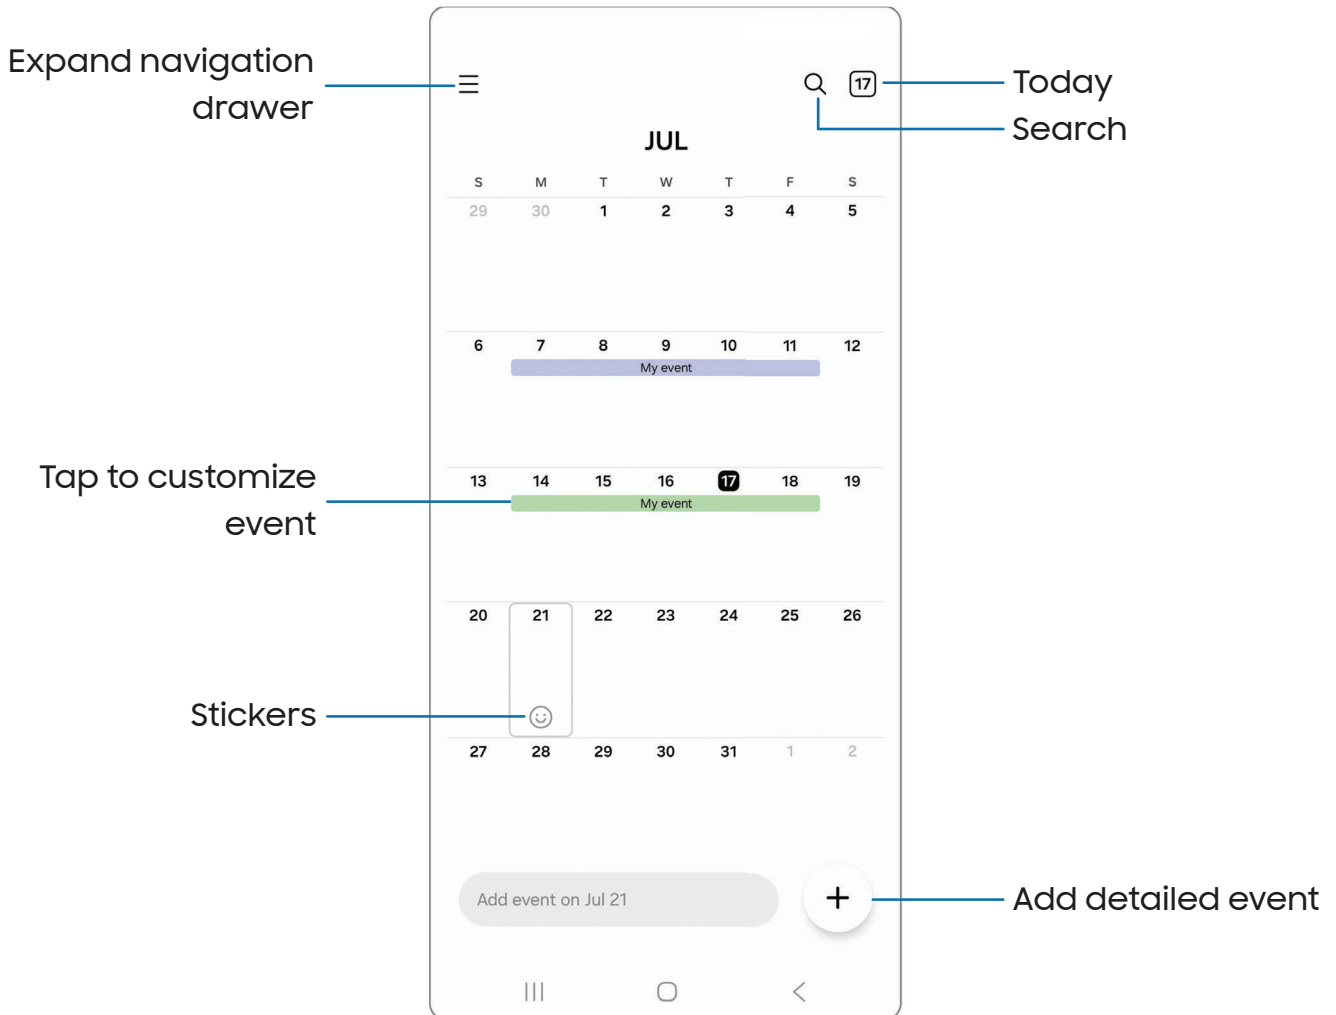 Expand navigation
drawer
17
Today
Search
JUL
S M T W T F S
29 30 1 2 3 4 5
6 7 8 9 10 11 12
My event
Tap to customize
event
13 14 15 16 17 18 19
My event
20 21 22 23 24 25 26
Stickers
27 28 29 30 31 1 2
Add event on Jul 21
Add detailed event